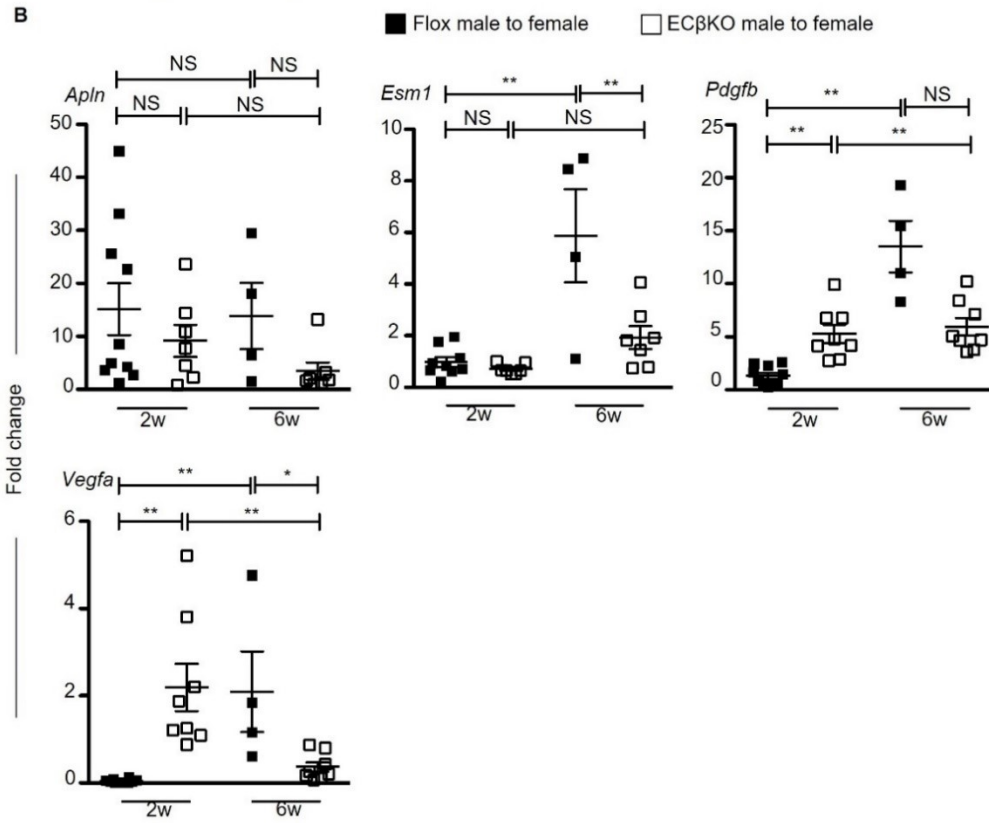 B
Flox male to female
ECβKO male to female
Fold change
Apln
NS
NS
NS
NS
50
40
30
20
10
0
2w
6w
Esm1
**
**
NS
NS
10
8
6
4
2
0
2w
6w
Pdgfb
**
NS
**
**
25
20
15
10
5
0
2w
6w
Vegfa
**
*
**
**
6
4
2
0
2w
6w